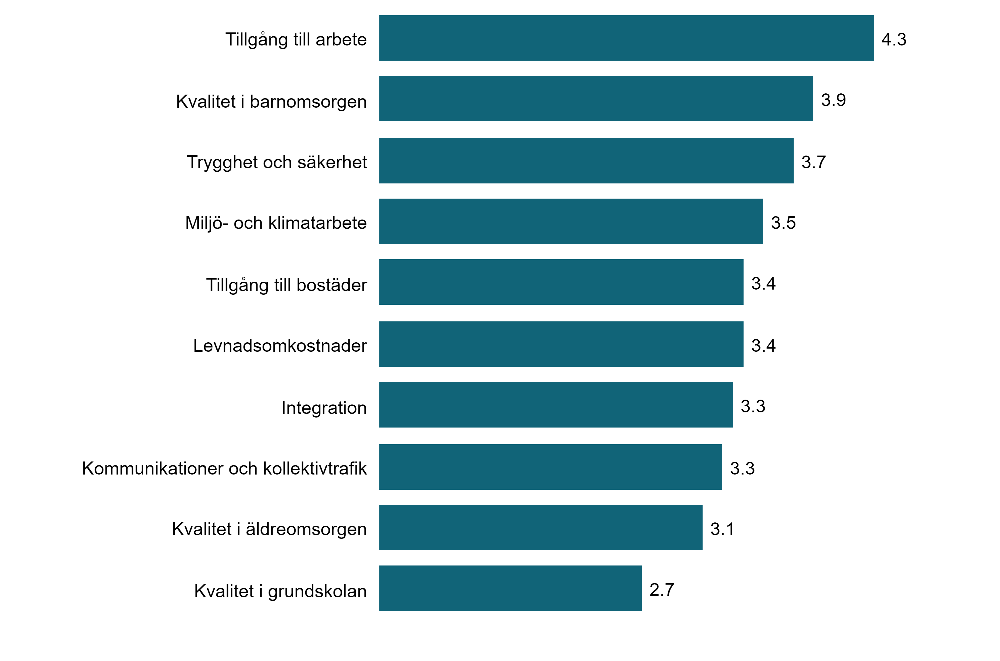 Tillgång till arbete 4.3
Kvalitet i barnomsorgen 3.9
Trygghet och säkerhet 3.7
Miljö- och klimatarbete 3.5
Tillgång till bostäder 3.4
Levnadsomkostnader 3.4
Integration 3.3
Kommunikationer och kollektivtrafik 3.3
Kvalitet i äldreomsorgen 3.1
Kvalitet i grundskolan 2.7